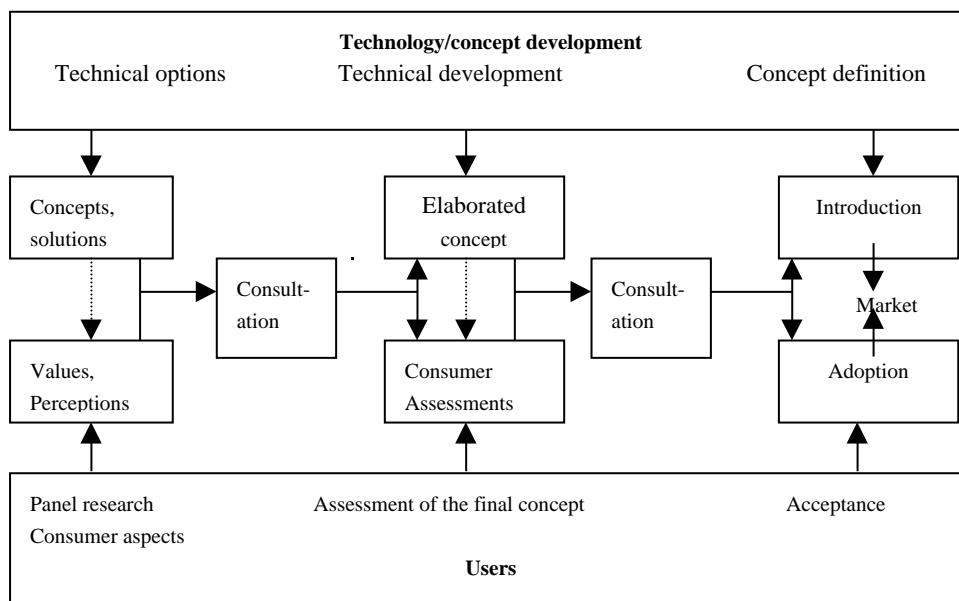 Technology/concept development
Technical options Technical development Concept definition
Concepts,
solutions
Elaborated
concept
Introduction
Consult-
ation
Consult-
ation
Market
Values,
Perceptions
Consumer
Assessments
Adoption
Panel research
Consumer aspects
Assessment of the final concept
Acceptance
Users